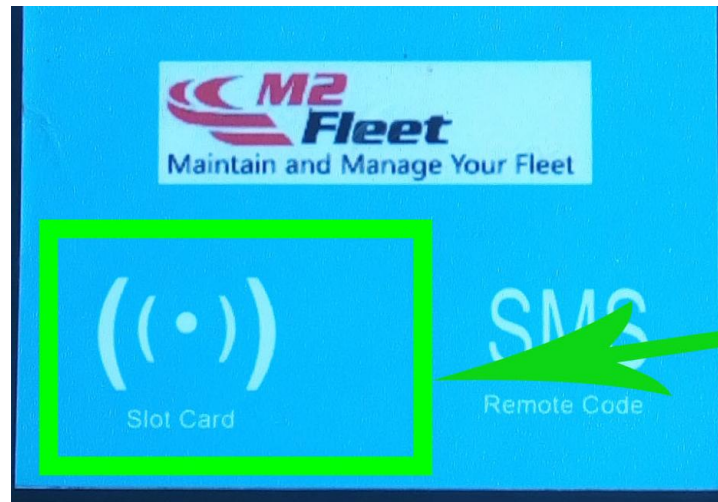 M2
Fleet
Maintain and Manage Your Fleet
SMS
Slot Card
Remote Code